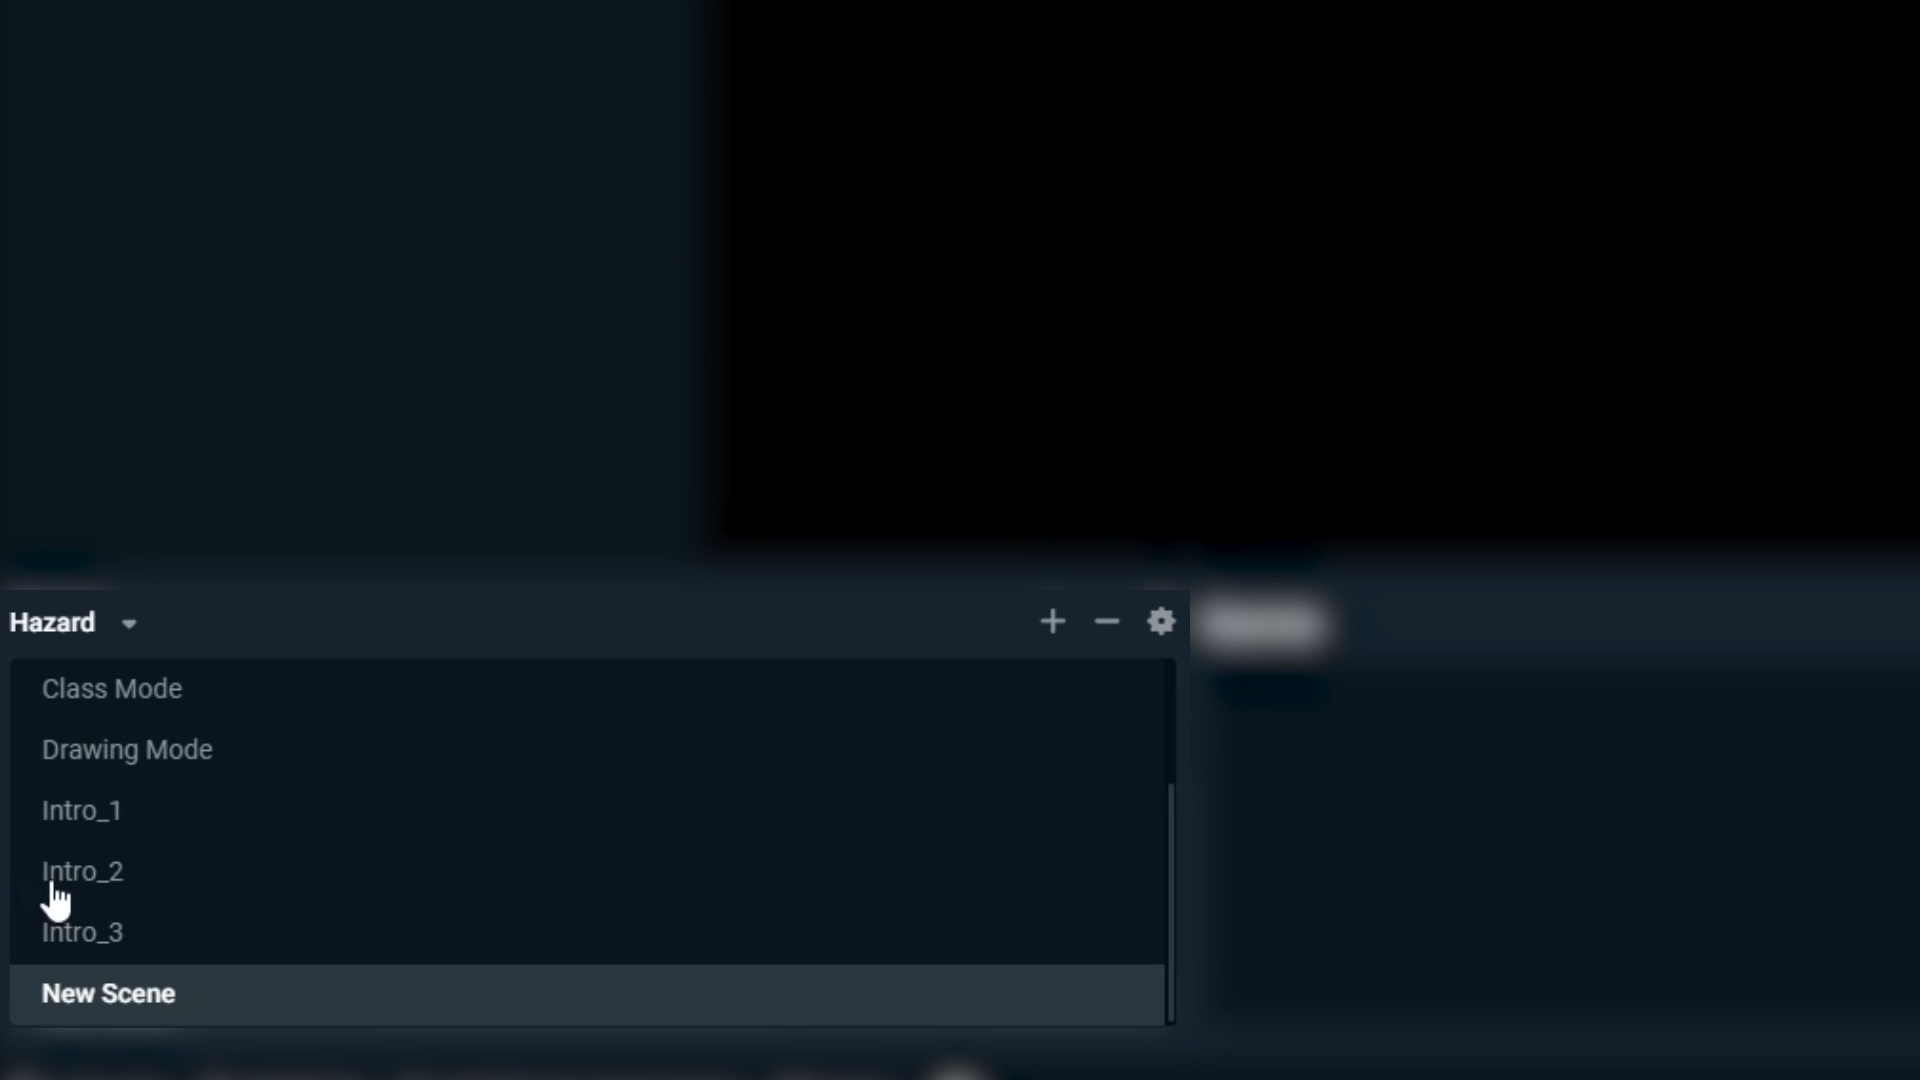 Hazard
Class Mode
Drawing Mode
Intro_1
Intro_2
Intro_3
New Scene